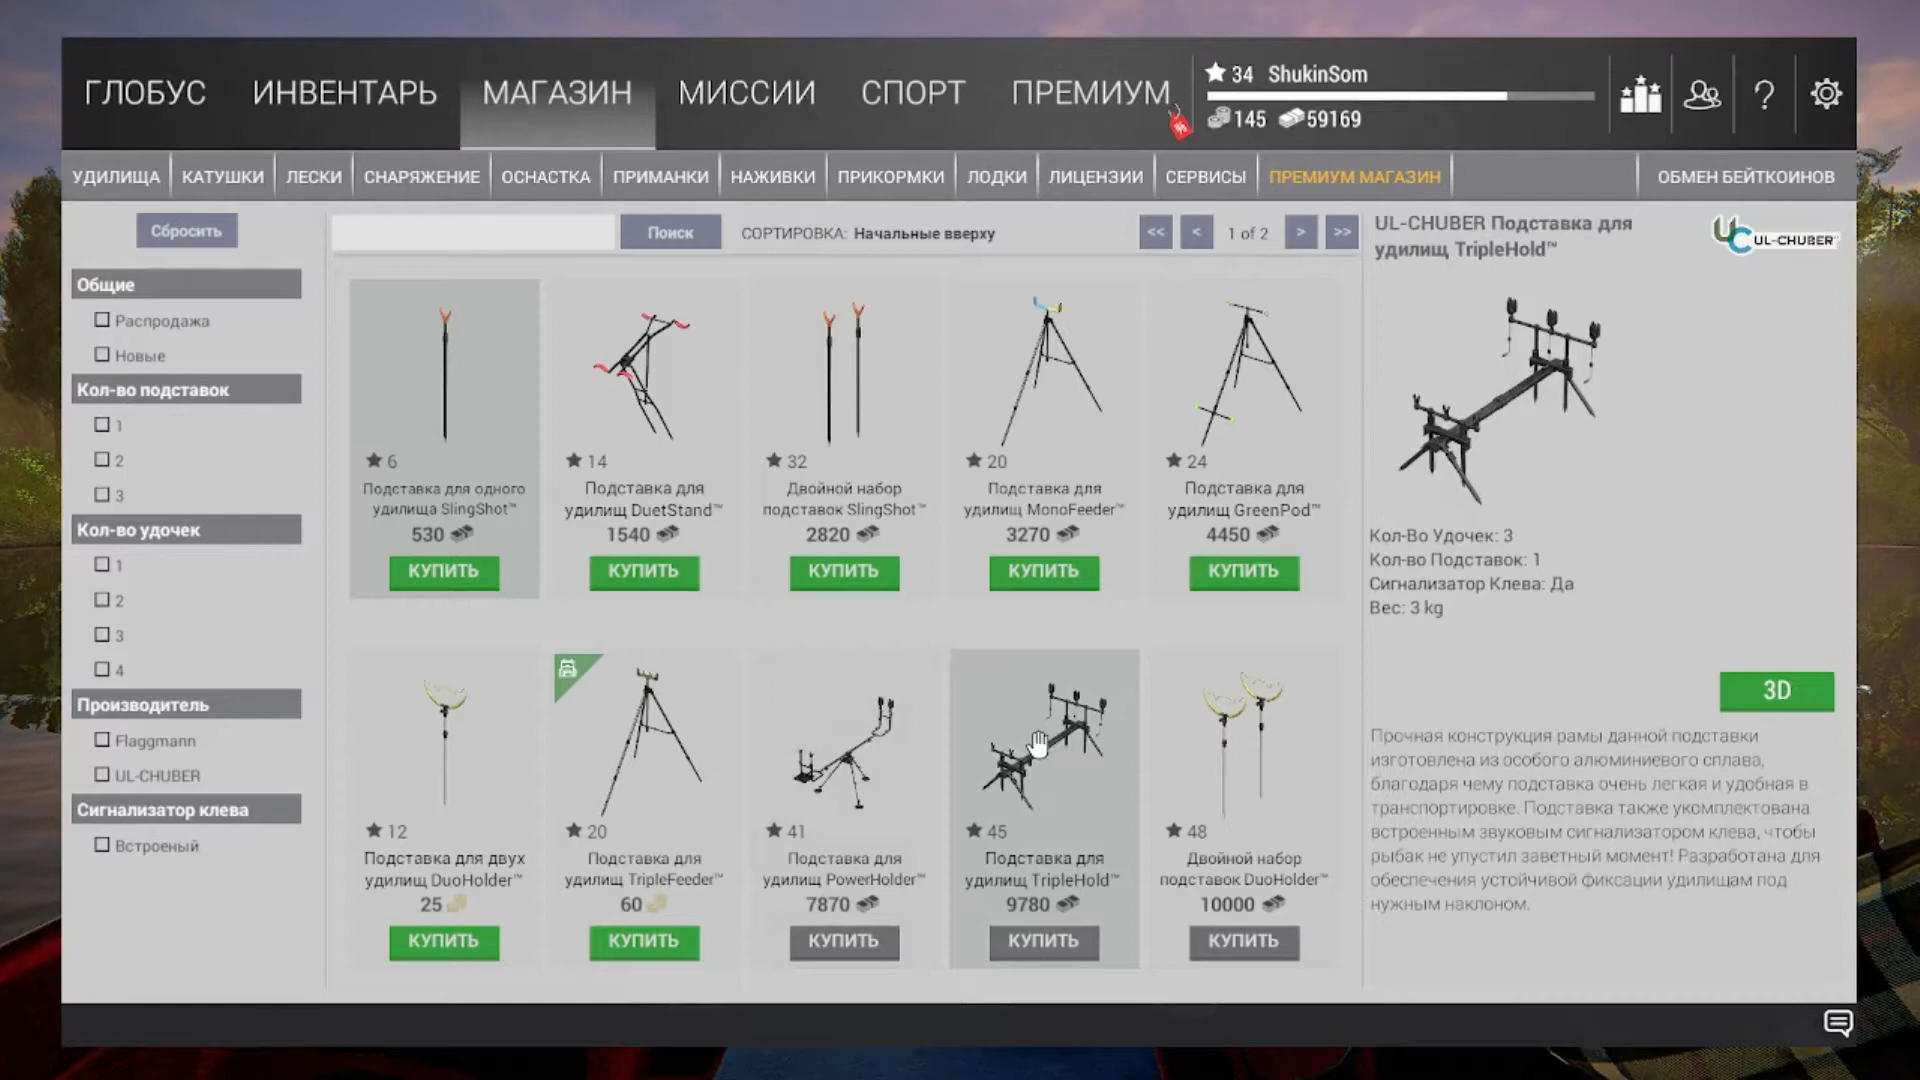 ГЛОБУС ИНВЕНТАРЬ МАГАЗИН МИССИИ СПОРТ ПРЕМИУМ
34 ShukinSom
145 59169
УДИЛИЩА КАТУШКИ ЛЕСКИ СНАРЯЖЕНИЕ ОСНАСТКА ПРИМАНКИ НАЖИВКИ ПРИКОРМКИ ЛОДКИ ЛИЦЕНЗИИ СЕРВИСЫ ПРЕМИУМ МАГАЗИН ОБМЕН БЕЙТКОИНОВ
Сбросить
Общие
Распродажа
Новые
Кол-во подставок
1
2
3
Кол-во удочек
1
2
3
4
Производитель
Flaggmann
UL-CHUBER
Сигнализатор клева
Встроеный
Поиск СОРТИРОВКА: Начальные вверху << < 1 of 2 > >>
6
Подставка для одного
удилища SlingShot™
530
КУПИТЬ
14
Подставка для
удилищ DuetStand™
1540
КУПИТЬ
32
Двойной набор
подставок SlingShot™
2820
КУПИТЬ
20
Подставка для
удилищ MonoFeeder™
3270
КУПИТЬ
24
Подставка для
удилищ GreenPod™
4450
КУПИТЬ
12
Подставка для двух
удилищ DuoHolder™
25
КУПИТЬ
20
Подставка для
удилищ TripleFeeder™
60
КУПИТЬ
41
Подставка для
удилищ PowerHolder™
7870
КУПИТЬ
45
Подставка для
удилищ TripleHold™
9780
КУПИТЬ
48
Двойной набор
подставок DuoHolder™
10000
КУПИТЬ
UL-CHUBER Подставка для
удилищ TripleHold™
UC UL-CHUBER
Кол-Во Удочек: 3
Кол-во Подставок: 1
Сигнализатор Клева: Да
Вес: 3 kg
3D
Прочная конструкция рамы данной подставки
изготовлена из особого алюминиевого сплава,
благодаря чему подставка очень легкая и удобная в
транспортировке. Подставка также укомплектована
встроенным звуковым сигнализатором клева, чтобы
рыбак не упустил заветный момент! Разработана для
обеспечения устойчивой фиксации удилищам под
нужным наклоном.